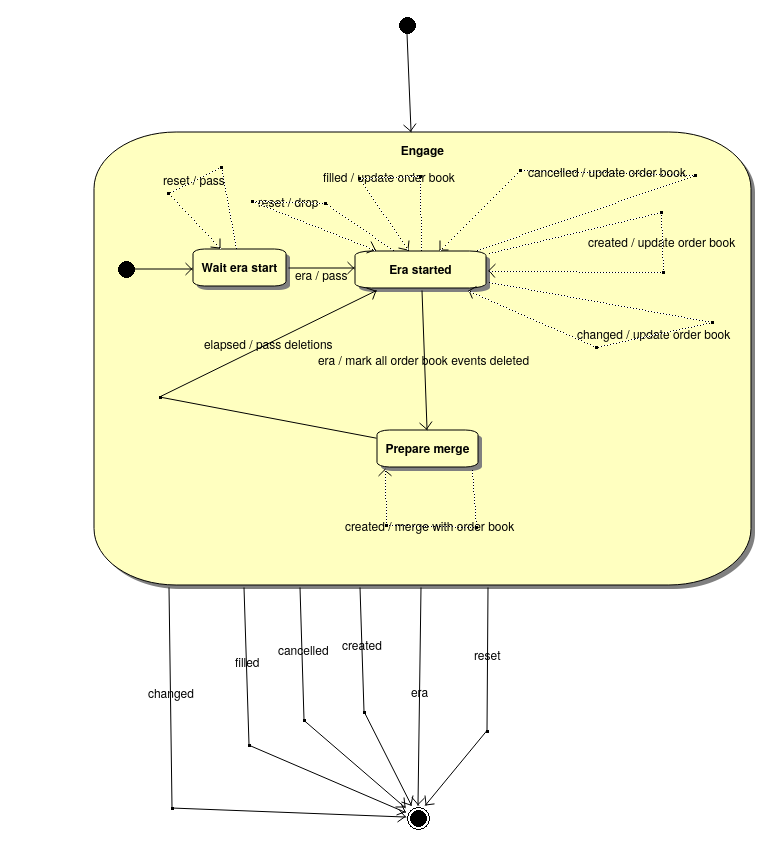 Engage
reset / pass
filled / update order book
cancelled / update order book
reset / drop
created / update order book
Wait era start
era / pass
Era started
changed / update order book
elapsed / pass deletions
era / mark all order book events deleted
Prepare merge
created / merge with order book
changed
filled
cancelled
created
era
reset